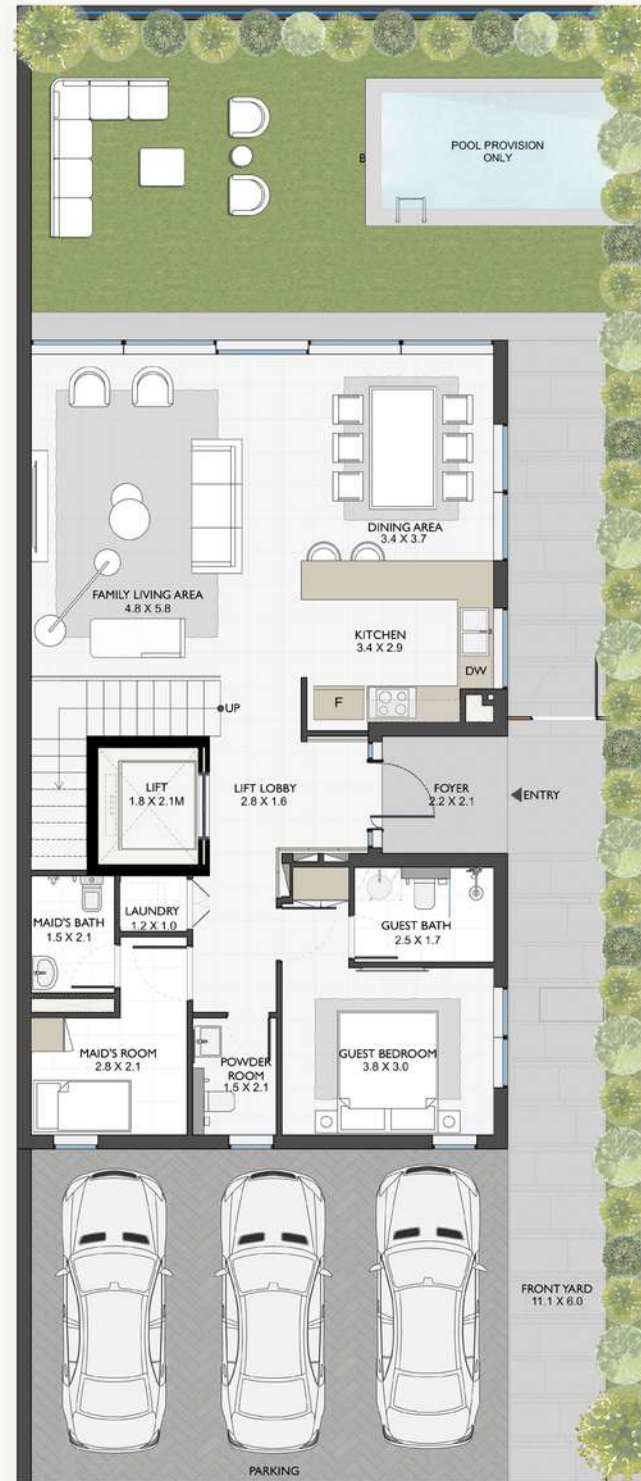 POOL PROVISION
ONLY
B
DINING AREA
3.4 X 3.7
FAMILY LIVING AREA
4.8 X 5.8
KITCHEN
3.4 X 2.9
DW
F
UP
LIFT
1.8 X 2.1M
LIFT LOBBY
2.8 X 1.6
FOYER
2.2 X 2.1
ENTRY
MAID'S BATH
1.5 X 2.1
LAUNDRY
1.2 X 1.0
GUEST BATH
2.5 X 1.7
MAID'S ROOM
2.8 X 2.1
POWDER
ROOM
1.5 X 2.1
GUEST BEDROOM
3.8 X 3.0
FRONT YARD
11.1 X 6.0
PARKING